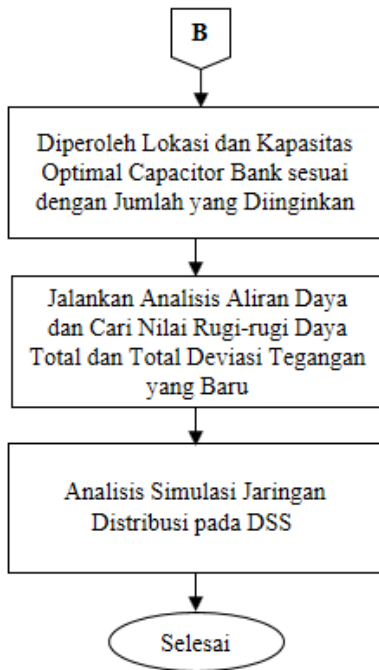 B
Diperoleh Lokasi dan Kapasitas
Optimal Capacitor Bank sesuai
dengan Jumlah yang Diinginkan
Jalankan Analisis Aliran Daya
dan Cari Nilai Rugi-rugi Daya
Total dan Total Deviasi Tegangan
yang Baru
Analisis Simulasi Jaringan
Distribusi pada DSS
Selesai